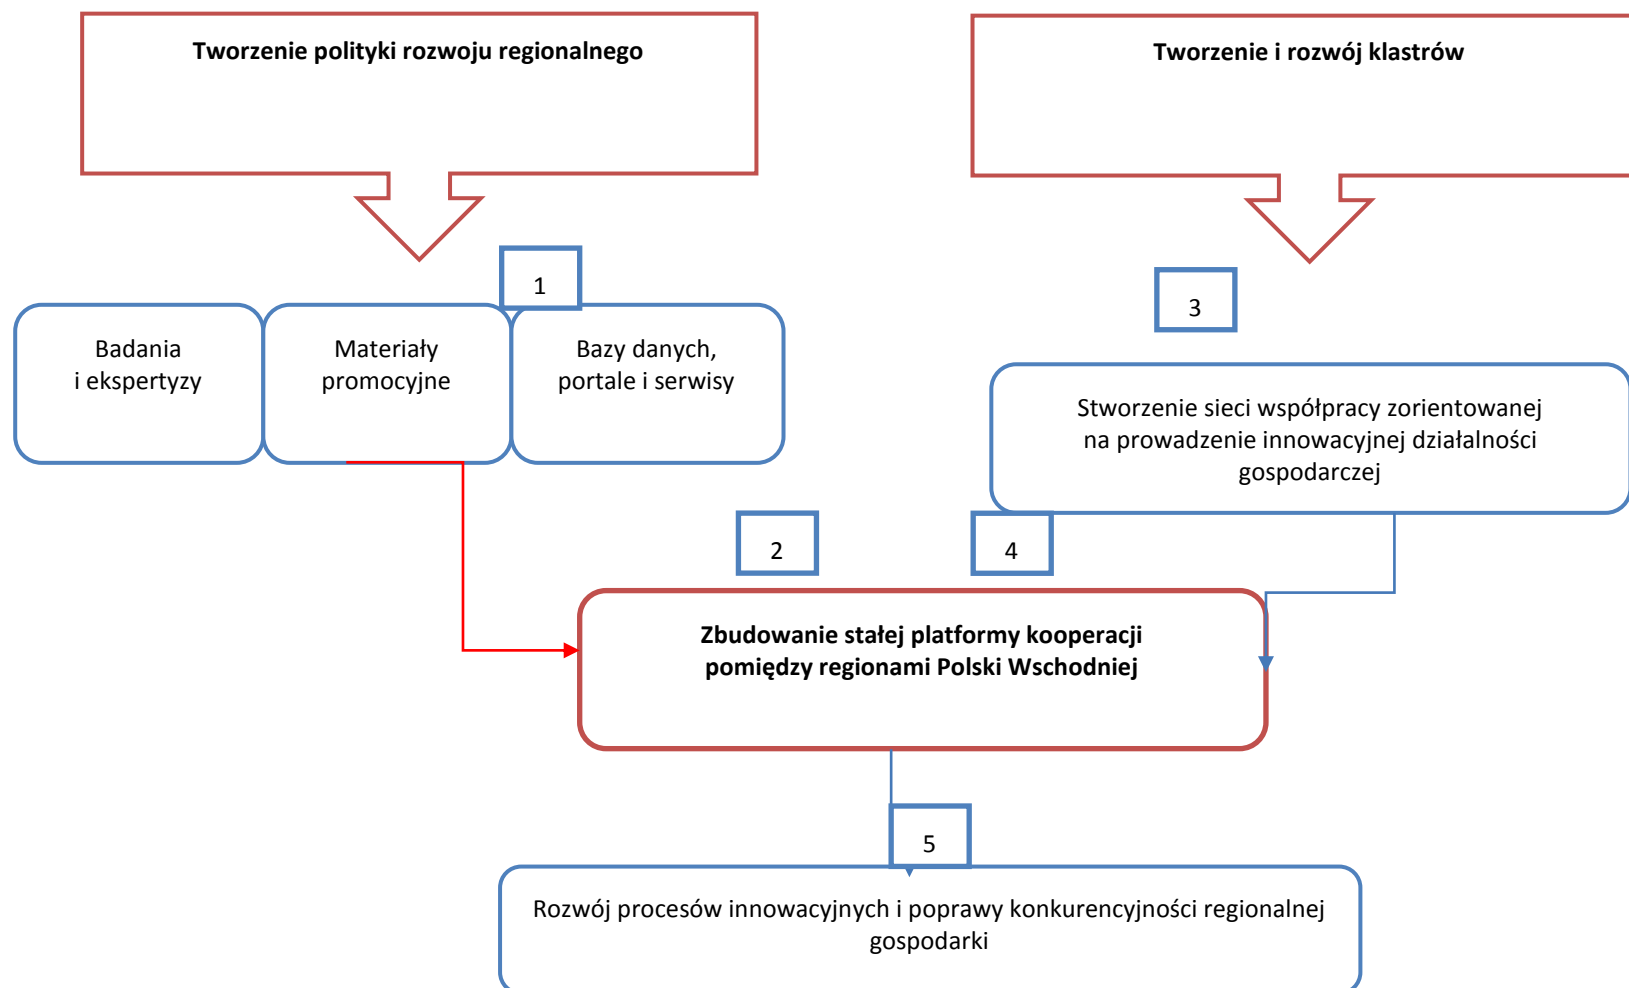 Tworzenie polityki rozwoju regionalnego
Tworzenie i rozwój klastrów
1
3
Badania
i ekspertyzy
Materiały
promocyjne
Bazy danych,
portale i serwisy
Stworzenie sieci współpracy zorientowanej
na prowadzenie innowacyjnej działalności
gospodarczej
2
4
Zbudowanie stałej platformy kooperacji
pomiędzy regionami Polski Wschodniej
5
Rozwój procesów innowacyjnych i poprawy konkurencyjności regionalnej
gospodarki